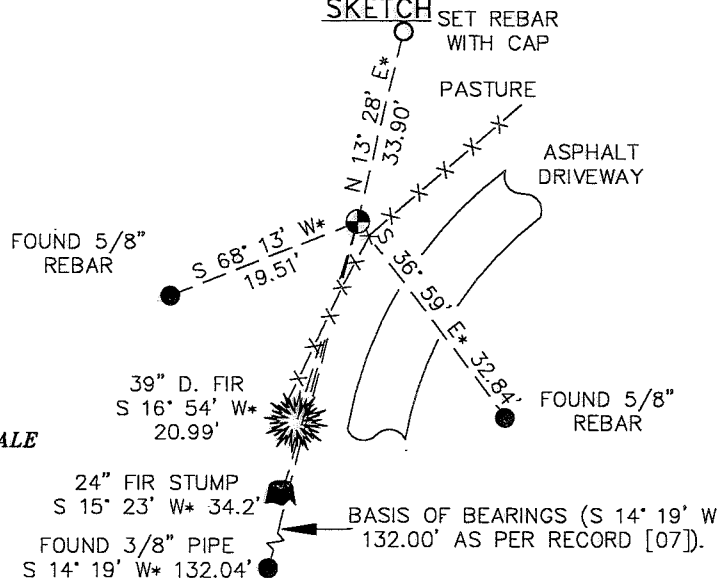 SKETCH
SET REBAR
WITH CAP
N 13° 28' E*
33.90'
PASTURE
ASPHALT
DRIVEWAY
FOUND 5/8"
REBAR
S 68° 13' W*
19.51'
S 36° 59' E* 32.84'
39" D. FIR
S 16° 54' W*
20.99'
FOUND 5/8"
REBAR
ALE
24" FIR STUMP
S 15° 23' W* 34.2'
BASIS OF BEARINGS (S 14° 19' W
132.00' AS PER RECORD [07]).
FOUND 3/8" PIPE
S 14° 19' W* 132.04'